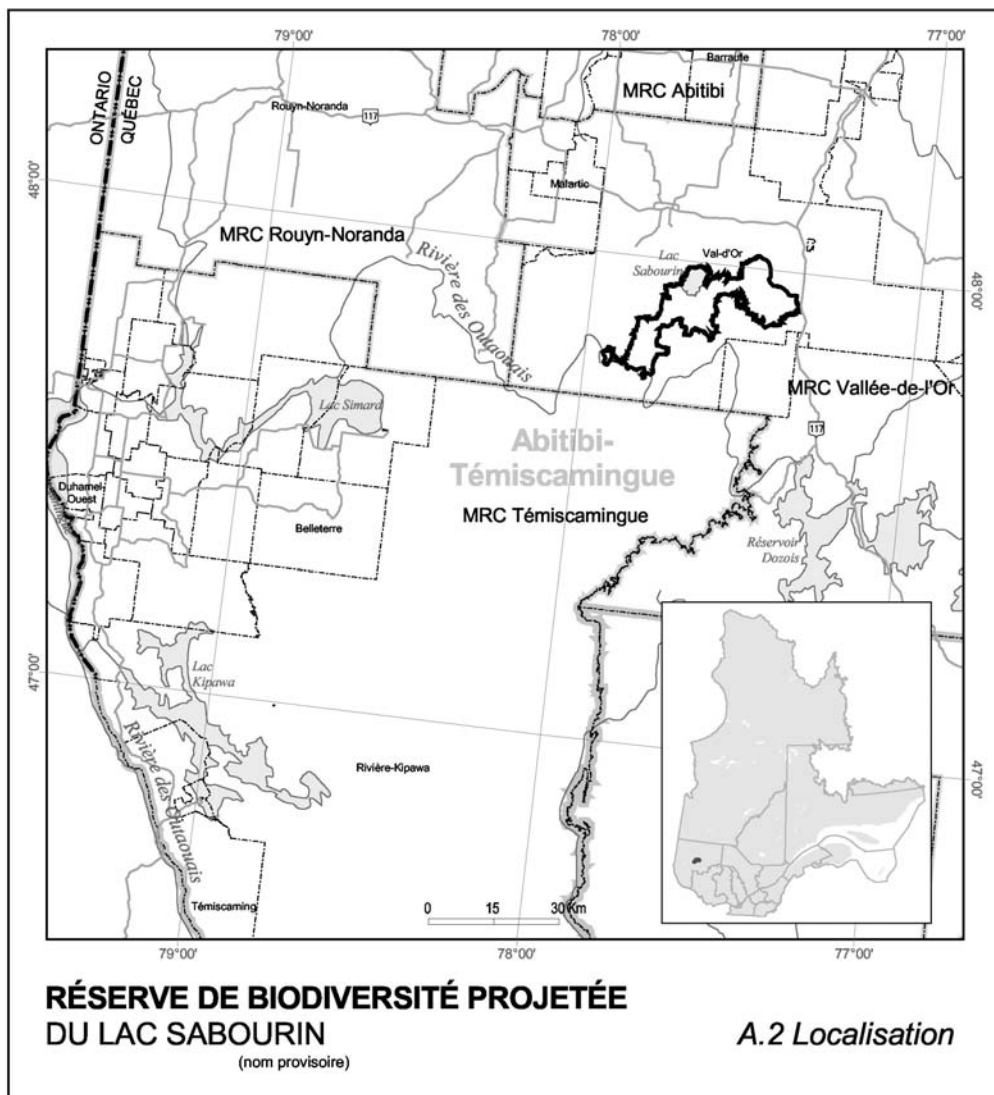 79°00'
78°00'
77°00'
Barraute
MRC Abitibi
ONTARIO
QUÉBEC
Rouyn-Noranda
117
48°00'
Malartic
MRC Rouyn-Noranda
Rivière des Outaouais
Lac
Sabourin
Val-d'Or
48°00'
MRC Vallée-de-l'Or
Lac Simard
117
Abitibi-
Témiscamingue
Duhamel-
Ouest
Belleterre
MRC Témiscamingue
Réservoir
Dozois
47°00'
Lac
Kipawa
Rivière des Outaouais
Rivière-Kipawa
47°00'
Témiscaming
0 15 30 Km
79°00'
78°00'
77°00'
RÉSERVE DE BIODIVERSITÉ PROJETÉE
DU LAC SABOURIN
(nom provisoire)
A.2 Localisation